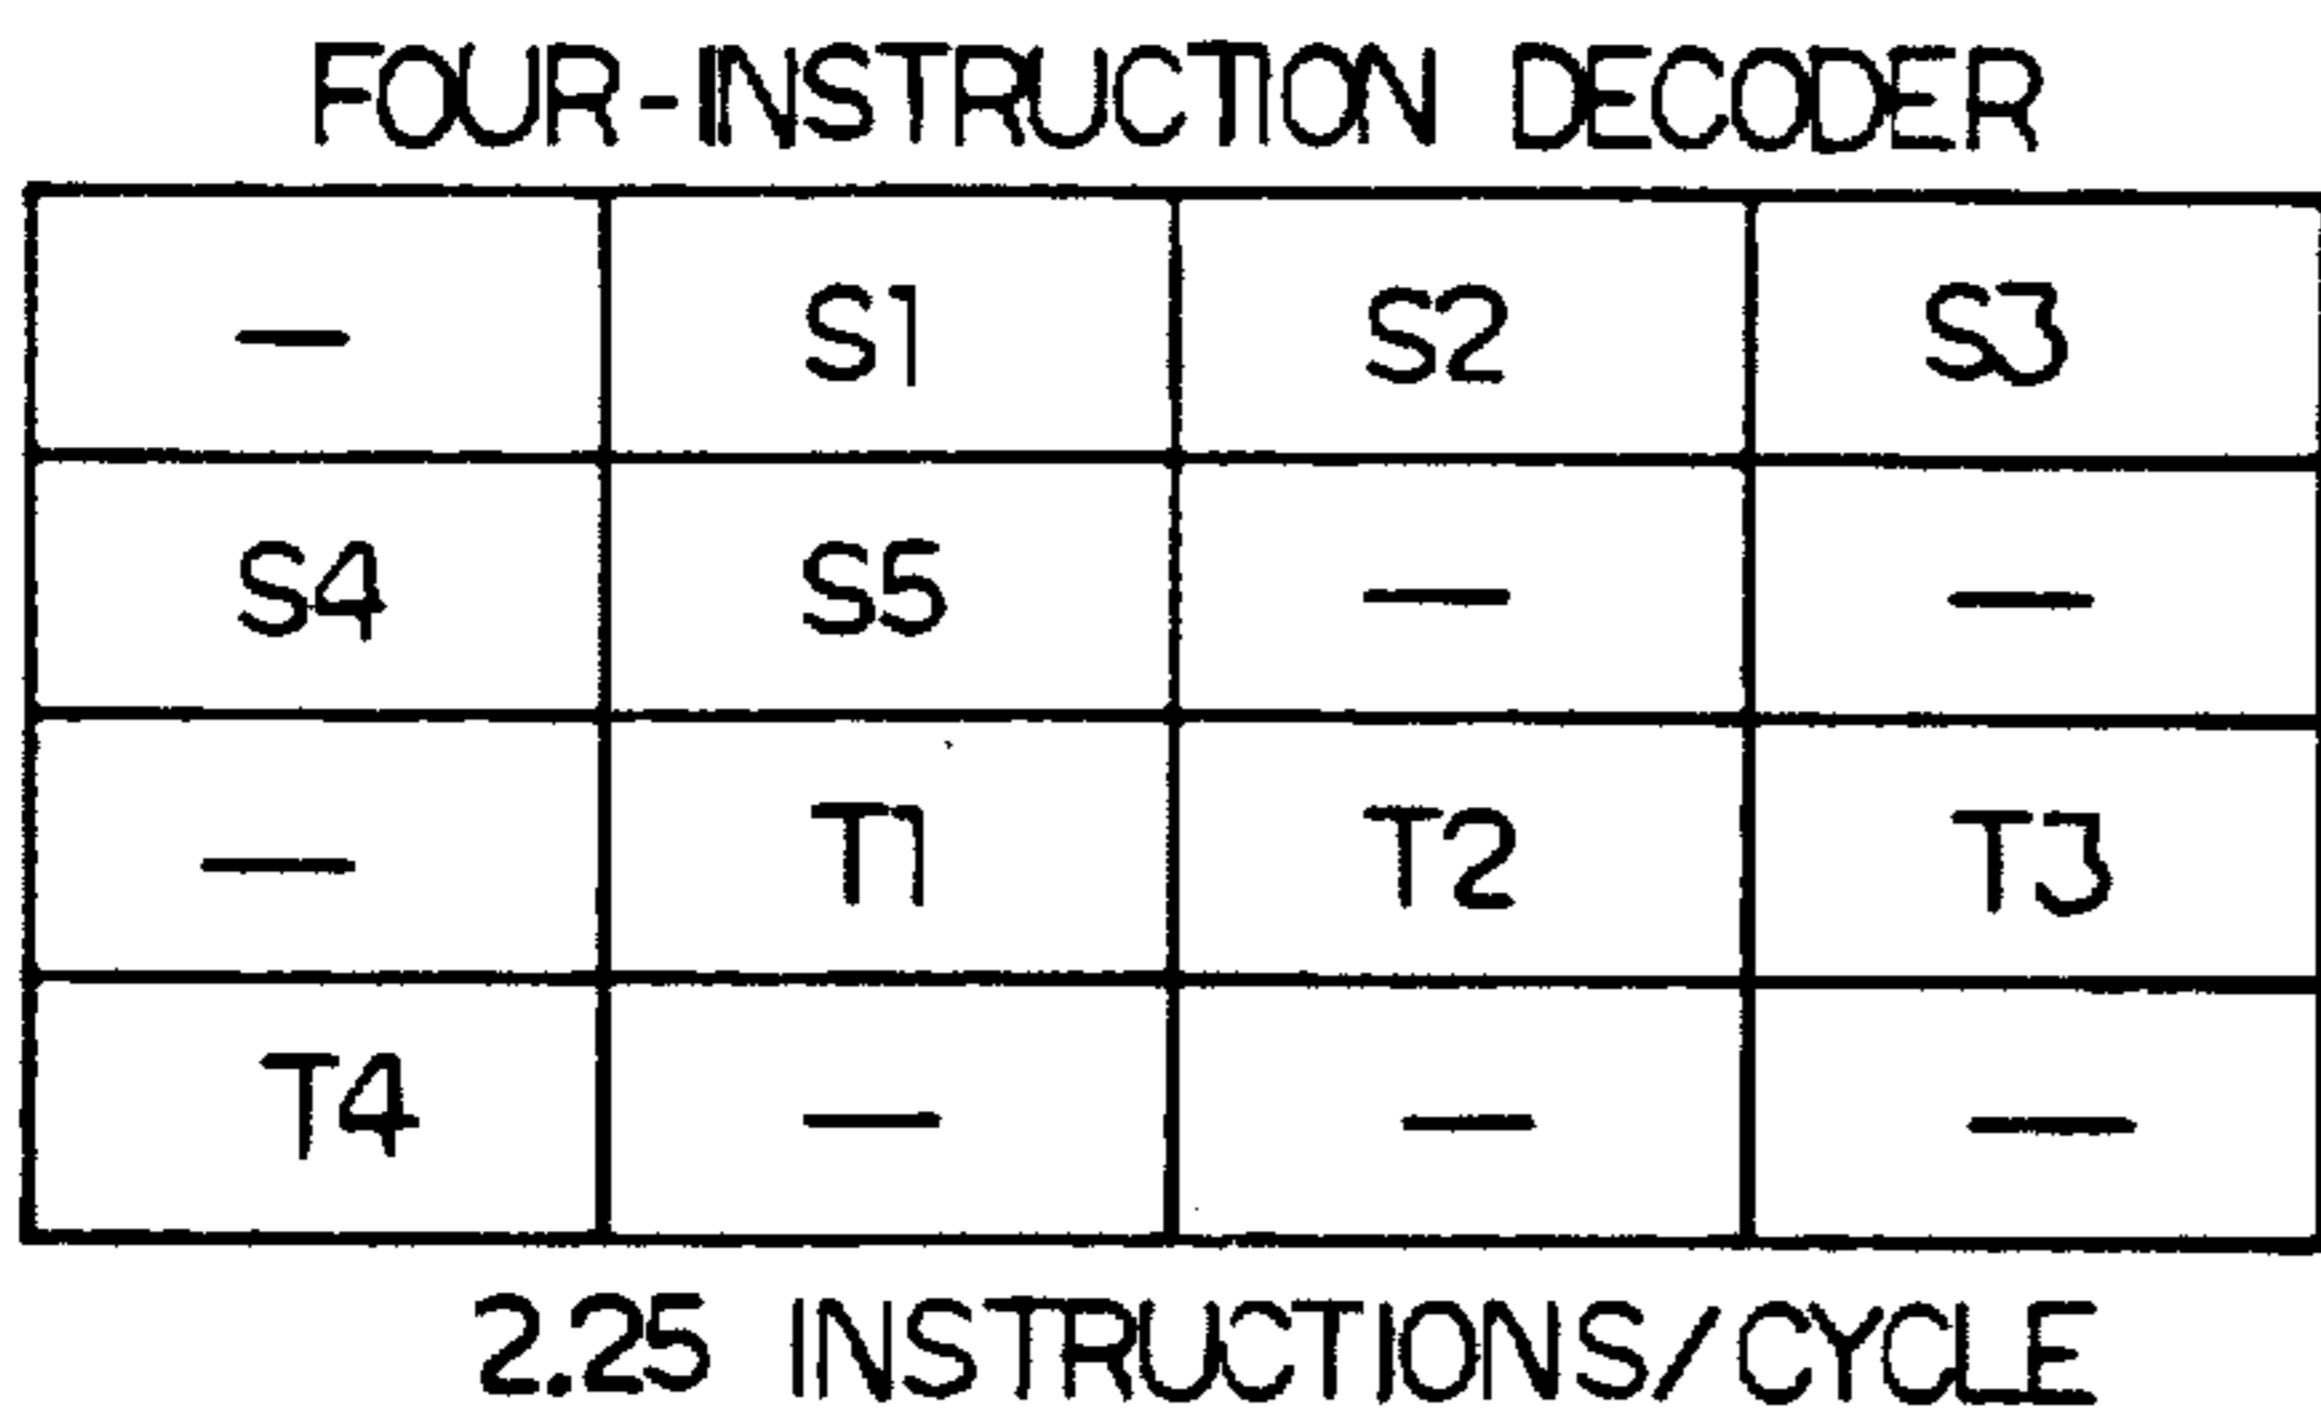 FOUR-INSTRUCTION DECODER
— S1 S2 S3
S4 S5 — —
— T1 T2 T3
T4 — — —
2.25 INSTRUCTIONS/CYCLE